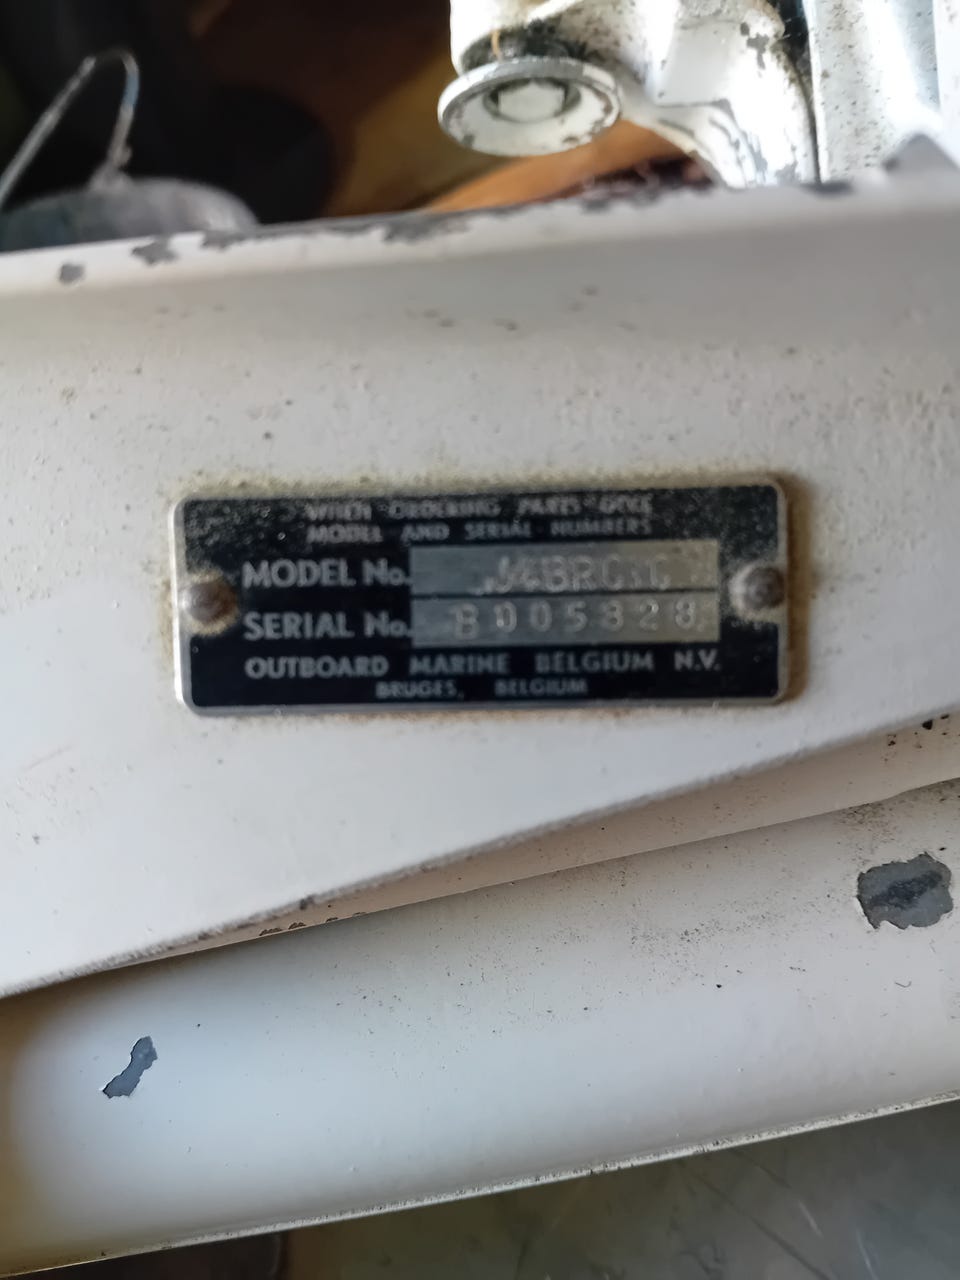 WHEN ORDERING PARTS GIVE
MODEL AND SERIAL NUMBERS
MODEL No.
SERIAL No. B005828
OUTBOARD MARINE BELGIUM N.V.
BRUGES, BELGIUM